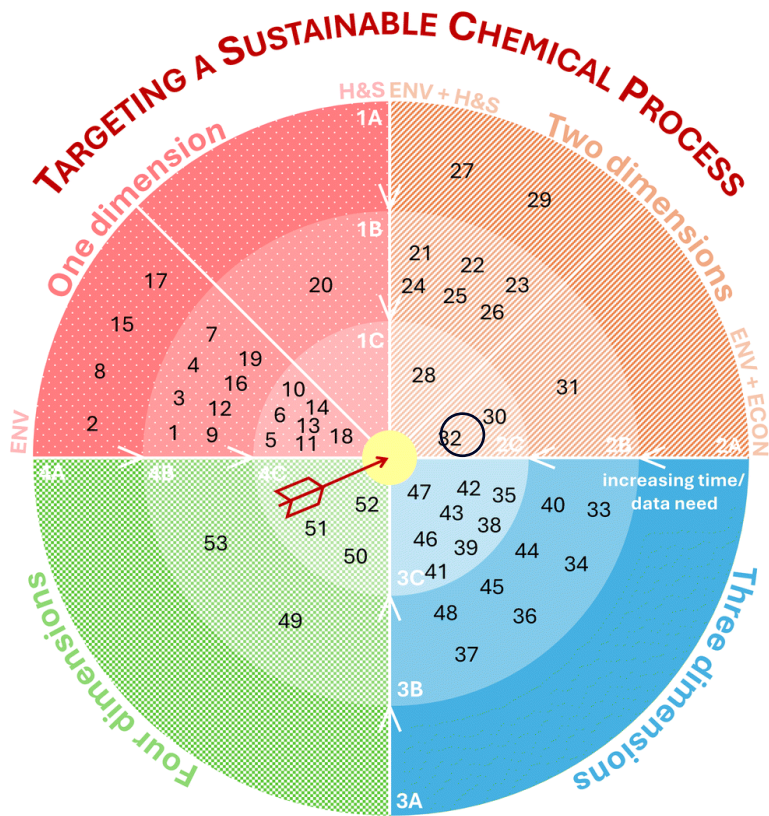 TARGETING A SUSTAINABLE CHEMICAL PROCESS
One dimension
H&S
ENV + H&S
Two dimensions
1A
27
29
1B
21
22
23
24
25
26
20
17
15
8
2
7
4
19
3
16
12
1
9
1C
10
14
6
13
5
11
18
28
30
31
32
ENV
ENV + ECON
4A
4B
4C
2C
2B
2A
increasing time/
data need
52
51
50
53
49
47
42
35
43
38
46
39
41
3C
40
33
44
34
45
48
36
37
3B
3A
Four dimensions
Three dimensions